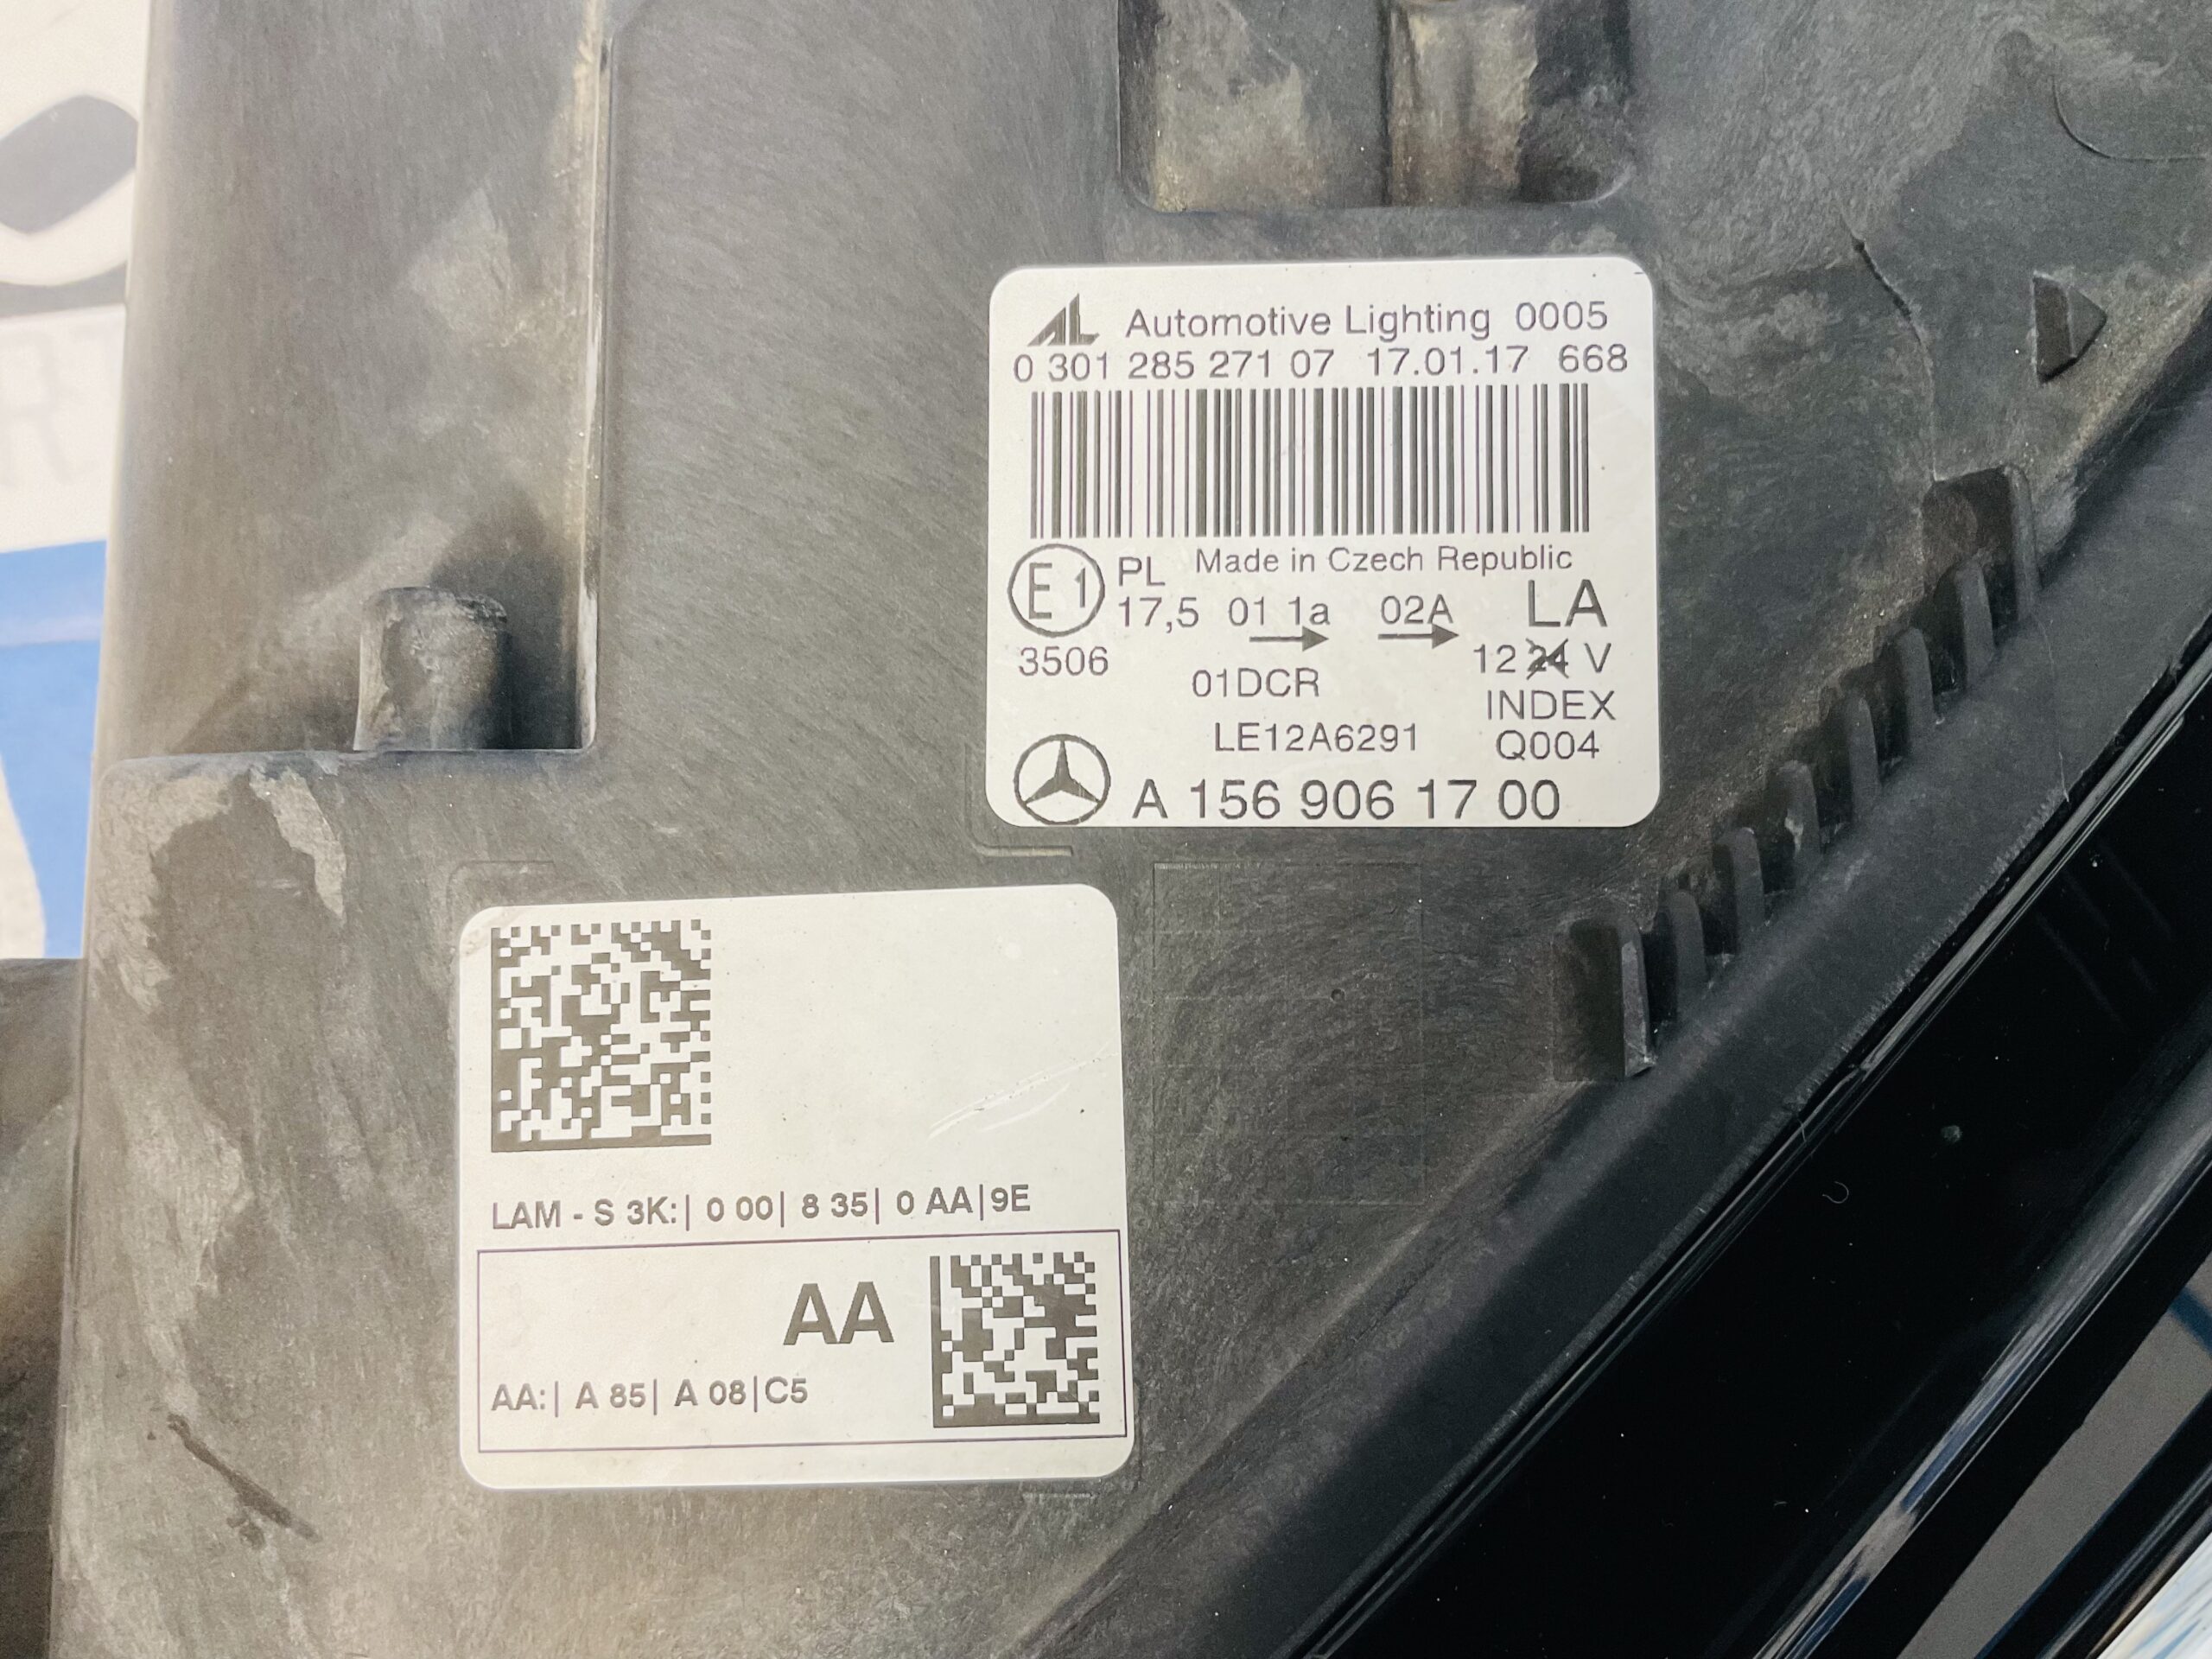 AL Automotive Lighting 0005
0 301 285 271 07 17.01.17 668
Made in Czech Republic
E1 PL
17,5 01 1a 02A LA
3506
12 24 V
01DCR
INDEX
LE12A6291
Q004
A 156 906 17 00
LAM - S 3K:| 0 00| 8 35| 0 AA|9E
AA
AA:| A 85| A 08|C5